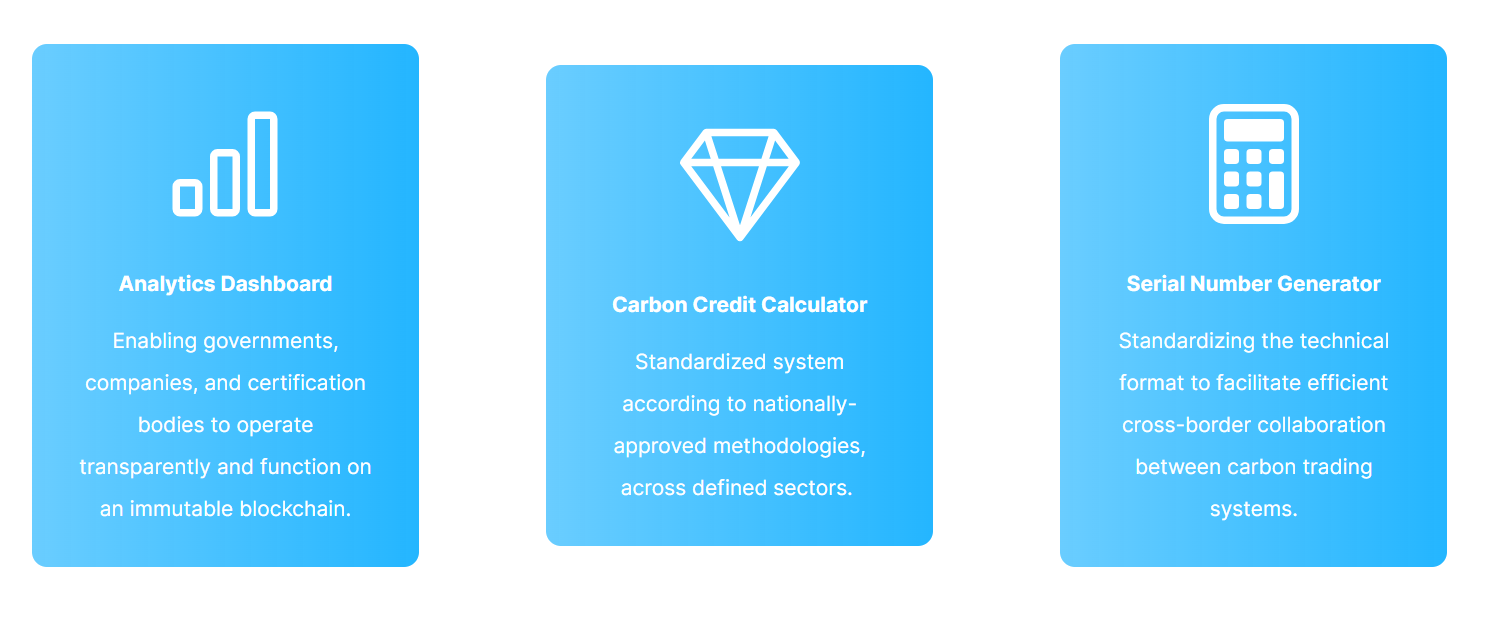 Analytics Dashboard
Enabling governments,
companies, and certification
bodies to operate
transparently and function on
an immutable blockchain.
Carbon Credit Calculator
Standardized system
according to nationally-
approved methodologies,
across defined sectors.
Serial Number Generator
Standardizing the technical
format to facilitate efficient
cross-border collaboration
between carbon trading
systems.